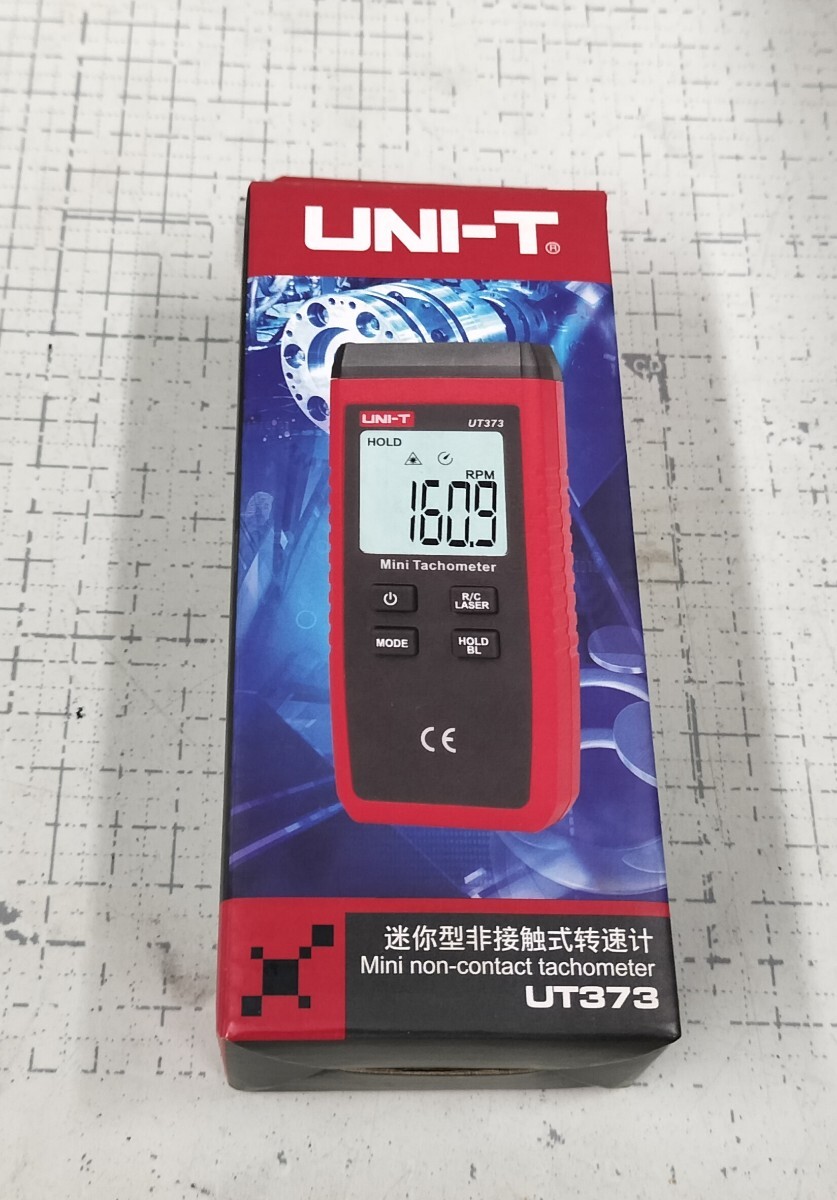 UNI-T®
UNI-T
UT373
HOLD
RPM
160.9
Mini Tachometer
R/C
LASER
MODE
HOLD
BL
CE
迷你型非接触式转速计
Mini non-contact tachometer
UT373